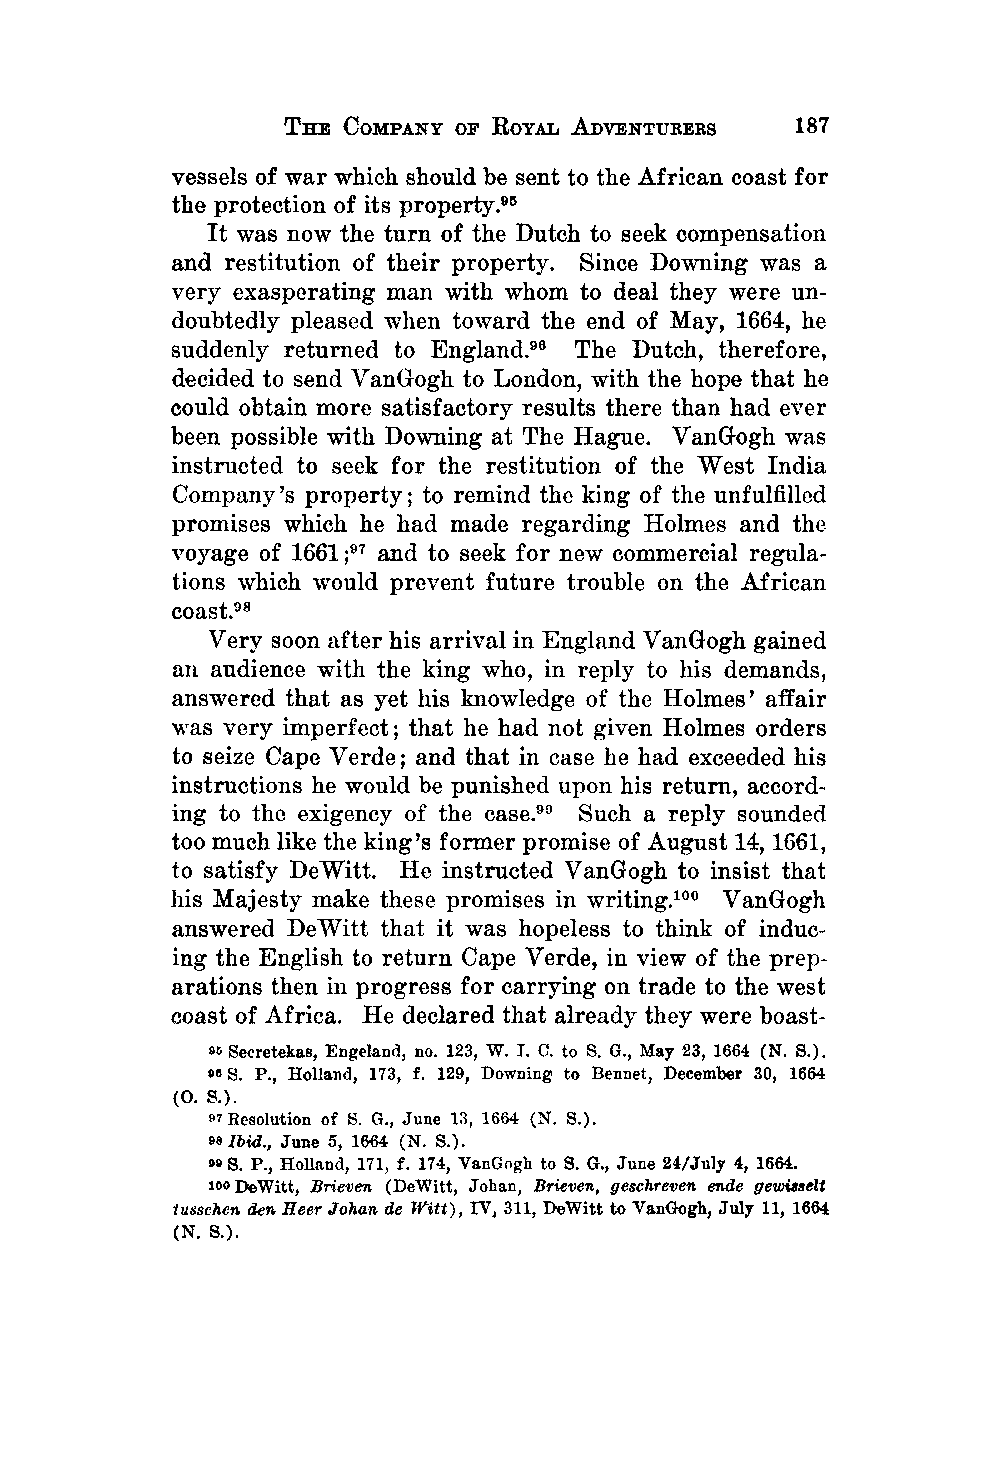 The Company of Royal Adventurers 187
vessels of war which should be sent to the African coast for
the protection of its property.⁹⁵
It was now the turn of the Dutch to seek compensation
and restitution of their property. Since Downing was a
very exasperating man with whom to deal they were un-
doubtedly pleased when toward the end of May, 1664, he
suddenly returned to England.⁹⁶ The Dutch, therefore,
decided to send VanGogh to London, with the hope that he
could obtain more satisfactory results there than had ever
been possible with Downing at The Hague. VanGogh was
instructed to seek for the restitution of the West India
Company's property; to remind the king of the unfulfilled
promises which he had made regarding Holmes and the
voyage of 1661;⁹⁷ and to seek for new commercial regula-
tions which would prevent future trouble on the African
coast.⁹⁸
Very soon after his arrival in England VanGogh gained
an audience with the king who, in reply to his demands,
answered that as yet his knowledge of the Holmes' affair
was very imperfect; that he had not given Holmes orders
to seize Cape Verde; and that in case he had exceeded his
instructions he would be punished upon his return, accord-
ing to the exigency of the case.⁹⁹ Such a reply sounded
too much like the king's former promise of August 14, 1661,
to satisfy DeWitt. He instructed VanGogh to insist that
his Majesty make these promises in writing.¹⁰⁰ VanGogh
answered DeWitt that it was hopeless to think of induc-
ing the English to return Cape Verde, in view of the prep-
arations then in progress for carrying on trade to the west
coast of Africa. He declared that already they were boast-
⁹⁵ Secretekas, Engeland, no. 123, W. I. C. to S. G., May 23, 1664 (N. S.).
⁹⁶ S. P., Holland, 173, f. 129, Downing to Bennet, December 30, 1664
(O. S.).
⁹⁷ Resolution of S. G., June 13, 1664 (N. S.).
⁹⁸ Ibid., June 5, 1664 (N. S.).
⁹⁹ S. P., Holland, 171, f. 174, VanGogh to S. G., June 24/July 4, 1664.
¹⁰⁰ DeWitt, Brieven (DeWitt, Johan, Brieven, geschreven ende gewisselt
tusschen den Heer Johan de Witt), IV, 311, DeWitt to VanGogh, July 11, 1664
(N. S.).